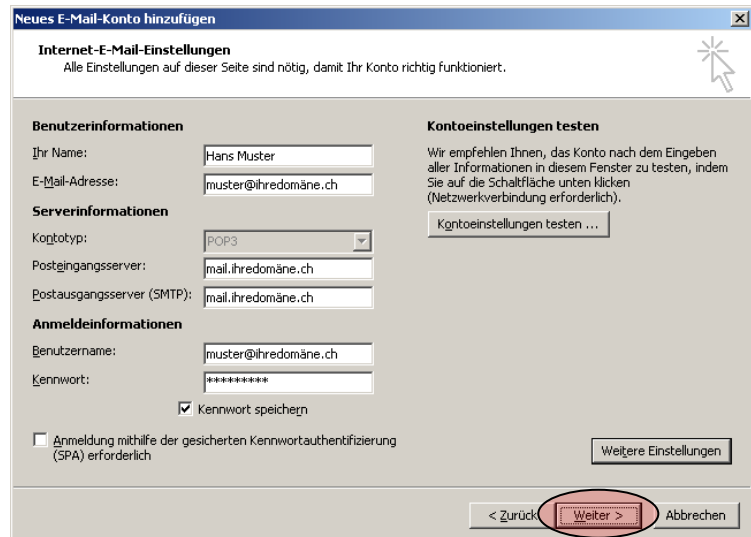 Neues E-Mail-Konto hinzufügen
Internet-E-Mail-Einstellungen
Alle Einstellungen auf dieser Seite sind nötig, damit Ihr Konto richtig funktioniert.
Benutzerinformationen
Ihr Name: Hans Muster
E-Mail-Adresse: muster@ihredomäne.ch
Serverinformationen
Kontotyp: POP3
Posteingangsserver: mail.ihredomäne.ch
Postausgangsserver (SMTP): mail.ihredomäne.ch
Anmeldeinformationen
Benutzername: muster@ihredomäne.ch
Kennwort: *********
Kennwort speichern
Anmeldung mithilfe der gesicherten Kennwortauthentifizierung
(SPA) erforderlich
Kontoeinstellungen testen
Wir empfehlen Ihnen, das Konto nach dem Eingeben
aller Informationen in diesem Fenster zu testen, indem
Sie auf die Schaltfläche unten klicken
(Netzwerkverbindung erforderlich).
Kontoeinstellungen testen ...
Weitere Einstellungen
< Zurück Weiter > Abbrechen